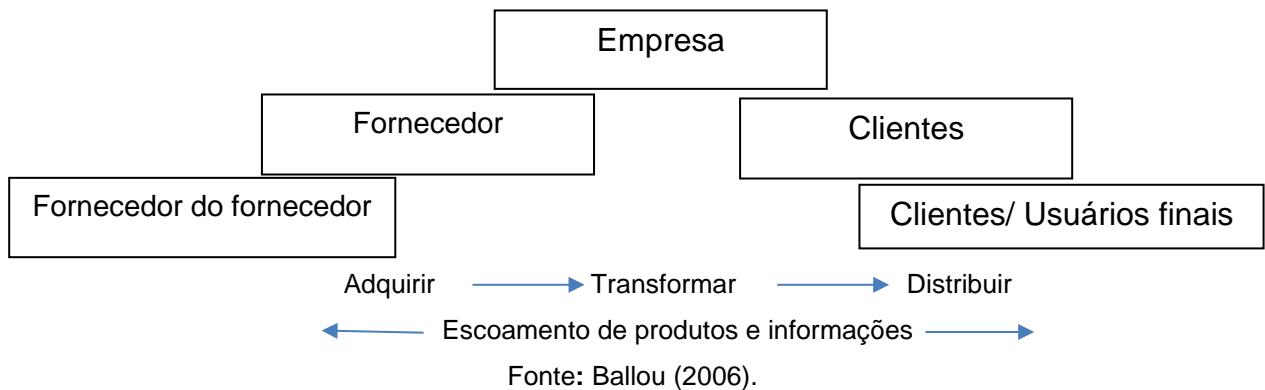 Empresa
Fornecedor
Clientes
Fornecedor do fornecedor
Clientes/ Usuários finais
Adquirir Transformar Distribuir
Escoamento de produtos e informações
Fonte: Ballou (2006).